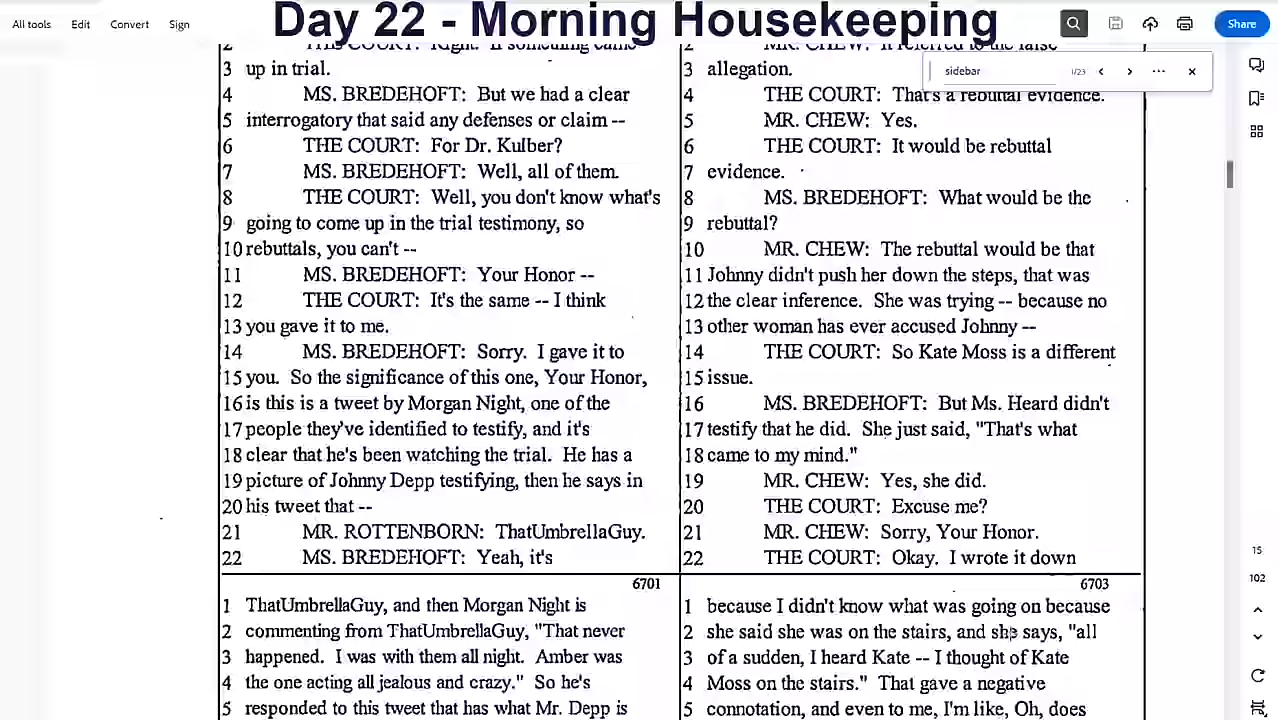 All tools Edit Convert Sign
Day 22 - Morning Housekeeping
Share
sidebar 1/23
2 THE COURT: Right. If something came
3 up in trial.
4 MS. BREDEHOFT: But we had a clear
5 interrogatory that said any defenses or claim --
6 THE COURT: For Dr. Kulber?
7 MS. BREDEHOFT: Well, all of them.
8 THE COURT: Well, you don't know what's
9 going to come up in the trial testimony, so
10 rebuttals, you can't --
11 MS. BREDEHOFT: Your Honor --
12 THE COURT: It's the same -- I think
13 you gave it to me.
14 MS. BREDEHOFT: Sorry. I gave it to
15 you. So the significance of this one, Your Honor,
16 is this is a tweet by Morgan Night, one of the
17 people they've identified to testify, and it's
18 clear that he's been watching the trial. He has a
19 picture of Johnny Depp testifying, then he says in
20 his tweet that --
21 MR. ROTTENBORN: ThatUmbrellaGuy.
22 MS. BREDEHOFT: Yeah, it's
6701
1 ThatUmbrellaGuy, and then Morgan Night is
2 commenting from ThatUmbrellaGuy, "That never
3 happened. I was with them all night. Amber was
4 the one acting all jealous and crazy." So he's
5 responded to this tweet that has what Mr. Depp is
2 MR. CHEW: It referred to the false
3 allegation.
4 THE COURT: That's a rebuttal evidence.
5 MR. CHEW: Yes.
6 THE COURT: It would be rebuttal
7 evidence.
8 MS. BREDEHOFT: What would be the
9 rebuttal?
10 MR. CHEW: The rebuttal would be that
11 Johnny didn't push her down the steps, that was
12 the clear inference. She was trying -- because no
13 other woman has ever accused Johnny --
14 THE COURT: So Kate Moss is a different
15 issue.
16 MS. BREDEHOFT: But Ms. Heard didn't
17 testify that he did. She just said, "That's what
18 came to my mind."
19 MR. CHEW: Yes, she did.
20 THE COURT: Excuse me?
21 MR. CHEW: Sorry, Your Honor.
22 THE COURT: Okay. I wrote it down
6703
1 because I didn't know what was going on because
2 she said she was on the stairs, and she says, "all
3 of a sudden, I heard Kate -- I thought of Kate
4 Moss on the stairs." That gave a negative
5 connotation, and even to me, I'm like, Oh, does
15
102